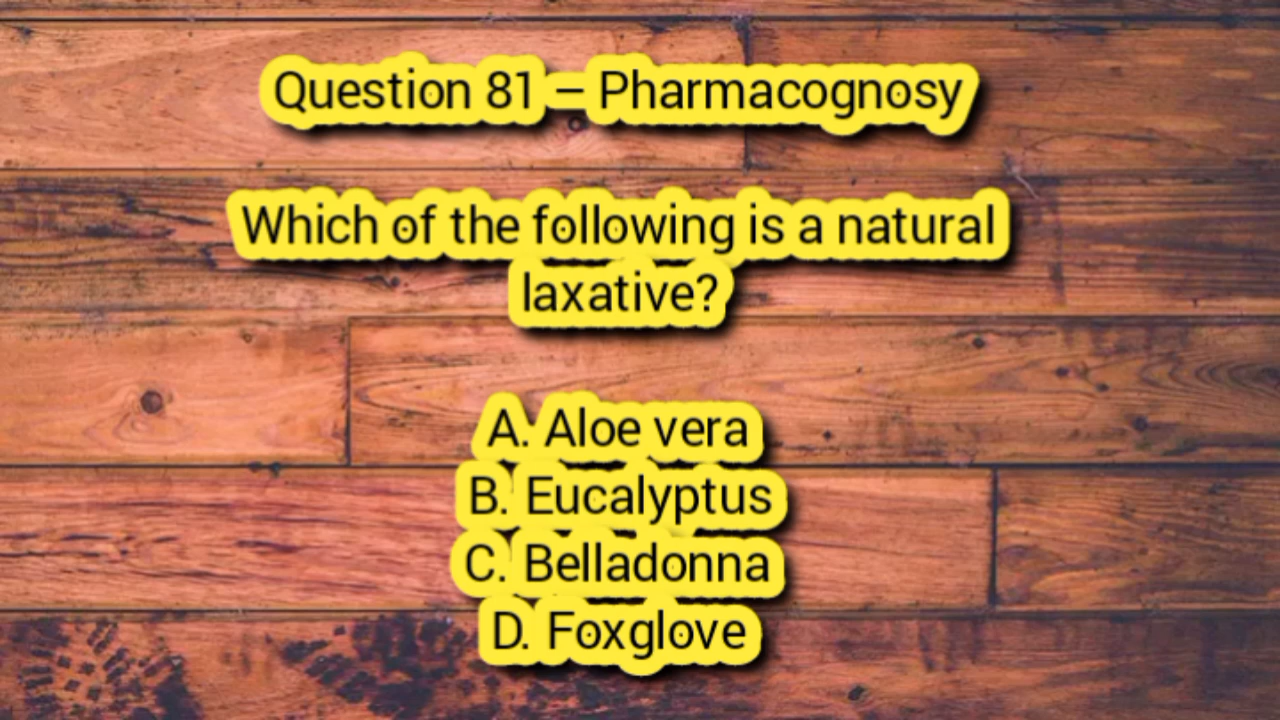 Question 81 – Pharmacognosy
Which of the following is a natural
laxative?
A. Aloe vera
B. Eucalyptus
C. Belladonna
D. Foxglove